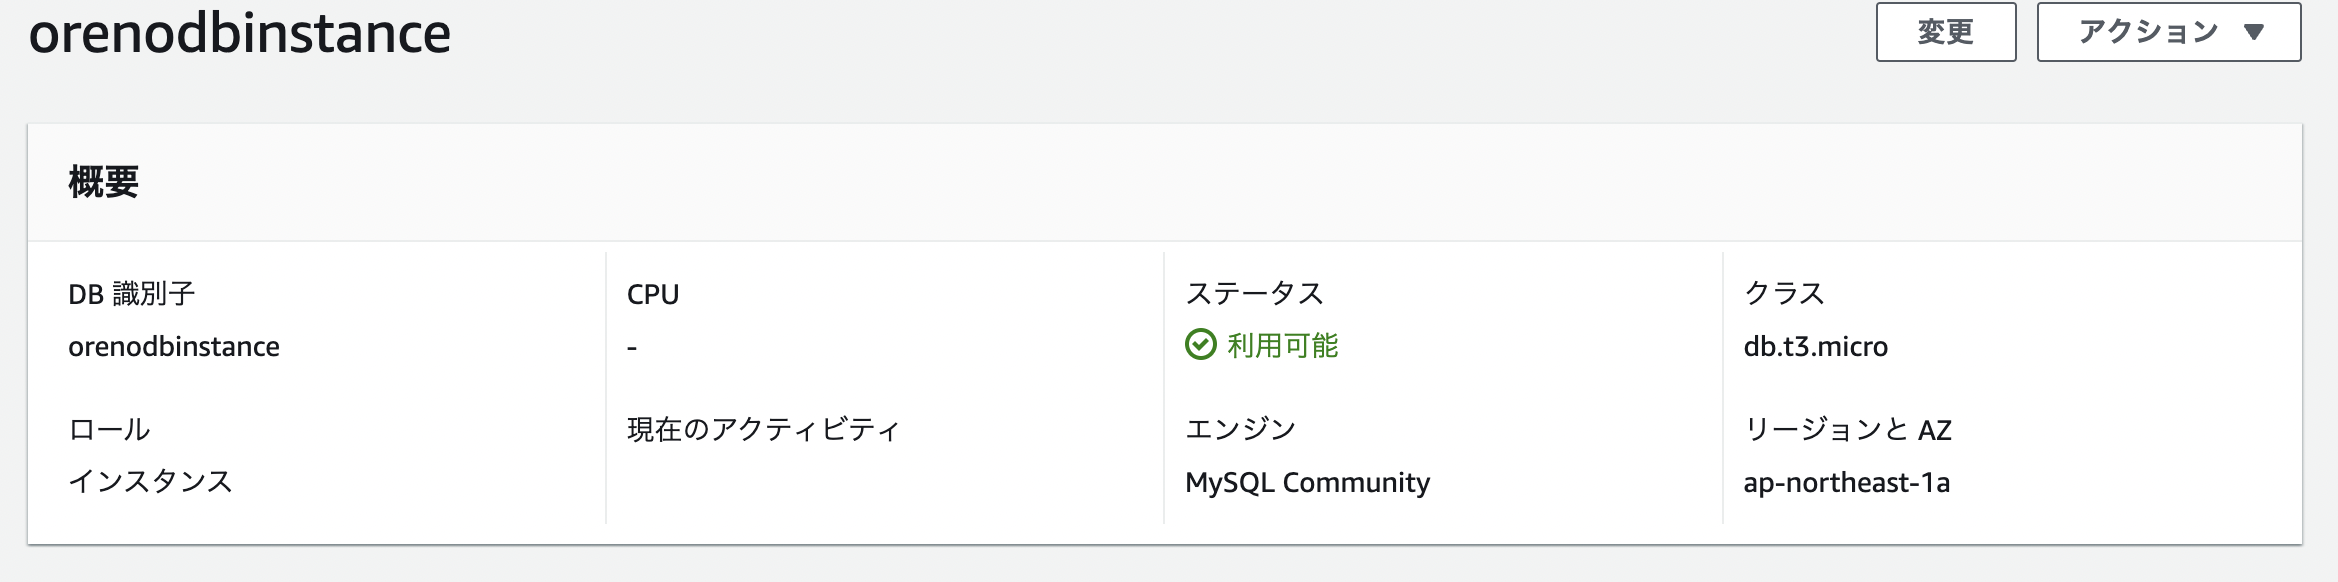 orenodbinstance
変更
アクション
概要
DB 識別子
orenodbinstance
CPU
-
ステータス
利用可能
クラス
db.t3.micro
ロール
インスタンス
現在のアクティビティ
エンジン
MySQL Community
リージョンと AZ
ap-northeast-1a